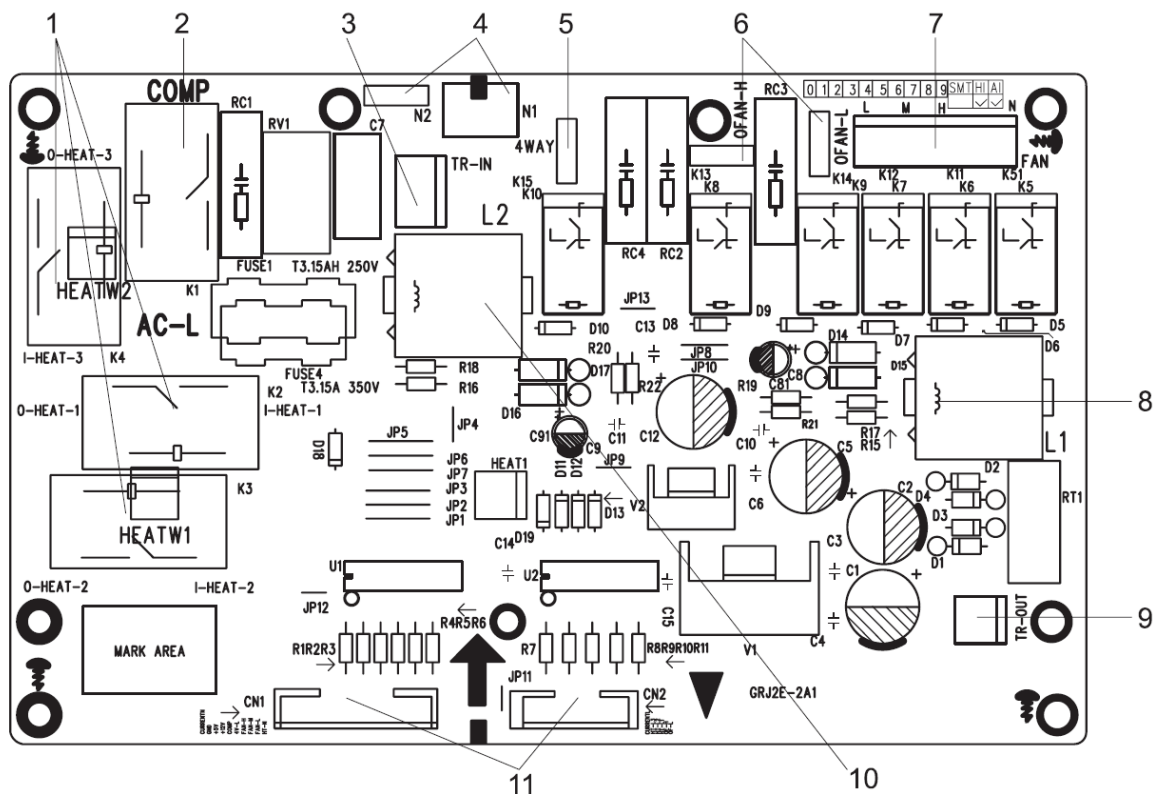 1 2 3 4 5 6 7
COMP
0 1 2 3 4 5 6 7 8 9 SMT HI AI
RC1
RV1
C7
N2
N1
4WAY
OFAN-H
RC3
OFAN-L
L M H N
FAN
O-HEAT-3
TR-IN
L2
K15
K10
K13
K8
K14
K12
K9
K7
K11
K6
K51
K5
RC4
RC2
HEATW2
K1
FUSE1
T3.15AH 250V
AC-L
I-HEAT-3
K4
FUSE4
T3.15A 350V
JP13
D10
C13
D8
D9
D7
D5
D6
R20
D14
JP8
JP10
D15
R18
R16
D17
R22
R19
C81
C8
8
K2
O-HEAT-1
I-HEAT-1
D16
JP4
C91
C9
C11
C12
C10
R21
R17
R15
L1
D18
JP5
JP6
JP7
JP3
JP2
JP1
HEAT1
D11
D12
JP9
C5
C6
D2
C2
D4
RT1
K3
HEATW1
D19
D13
V2
C14
C3
D3
D1
U1
U2
C1
O-HEAT-2
I-HEAT-2
JP12
R4R5R6
C15
C4
V1
TR-OUT
9
MARK AREA
R1R2R3
R7
R8R9R10R11
JP11
CN1
CN2
GRJ2E-2A1
11
10